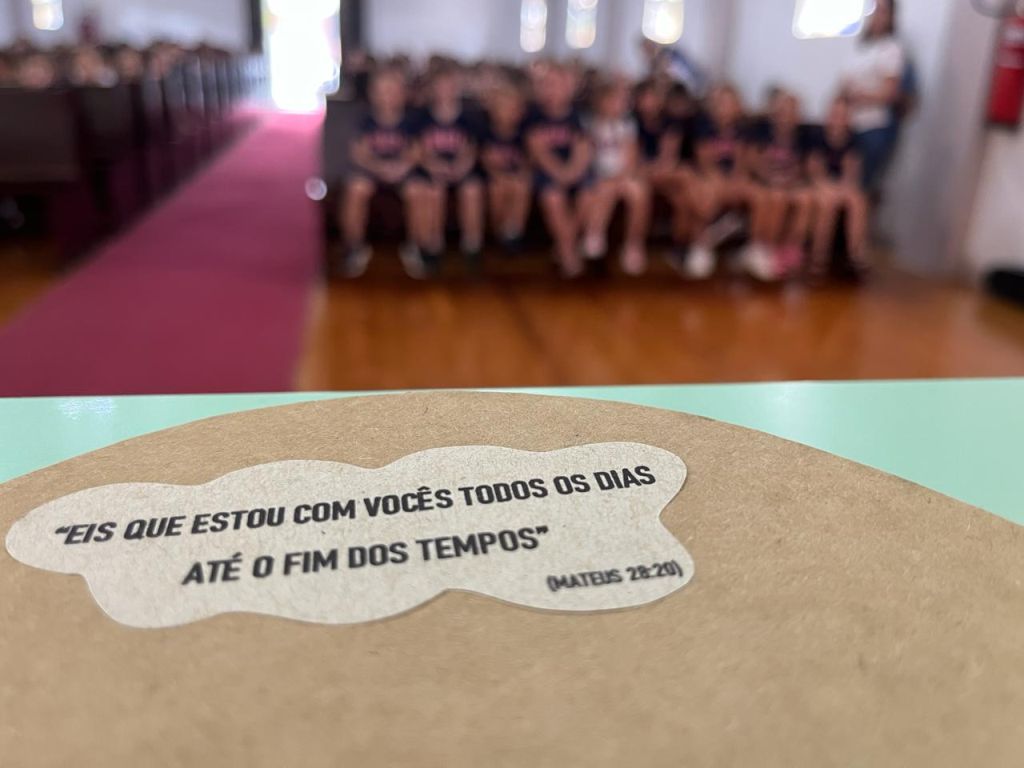 “EIS QUE ESTOU COM VOCÊS TODOS OS DIAS
ATÉ O FIM DOS TEMPOS”
(MATEUS 28:20)